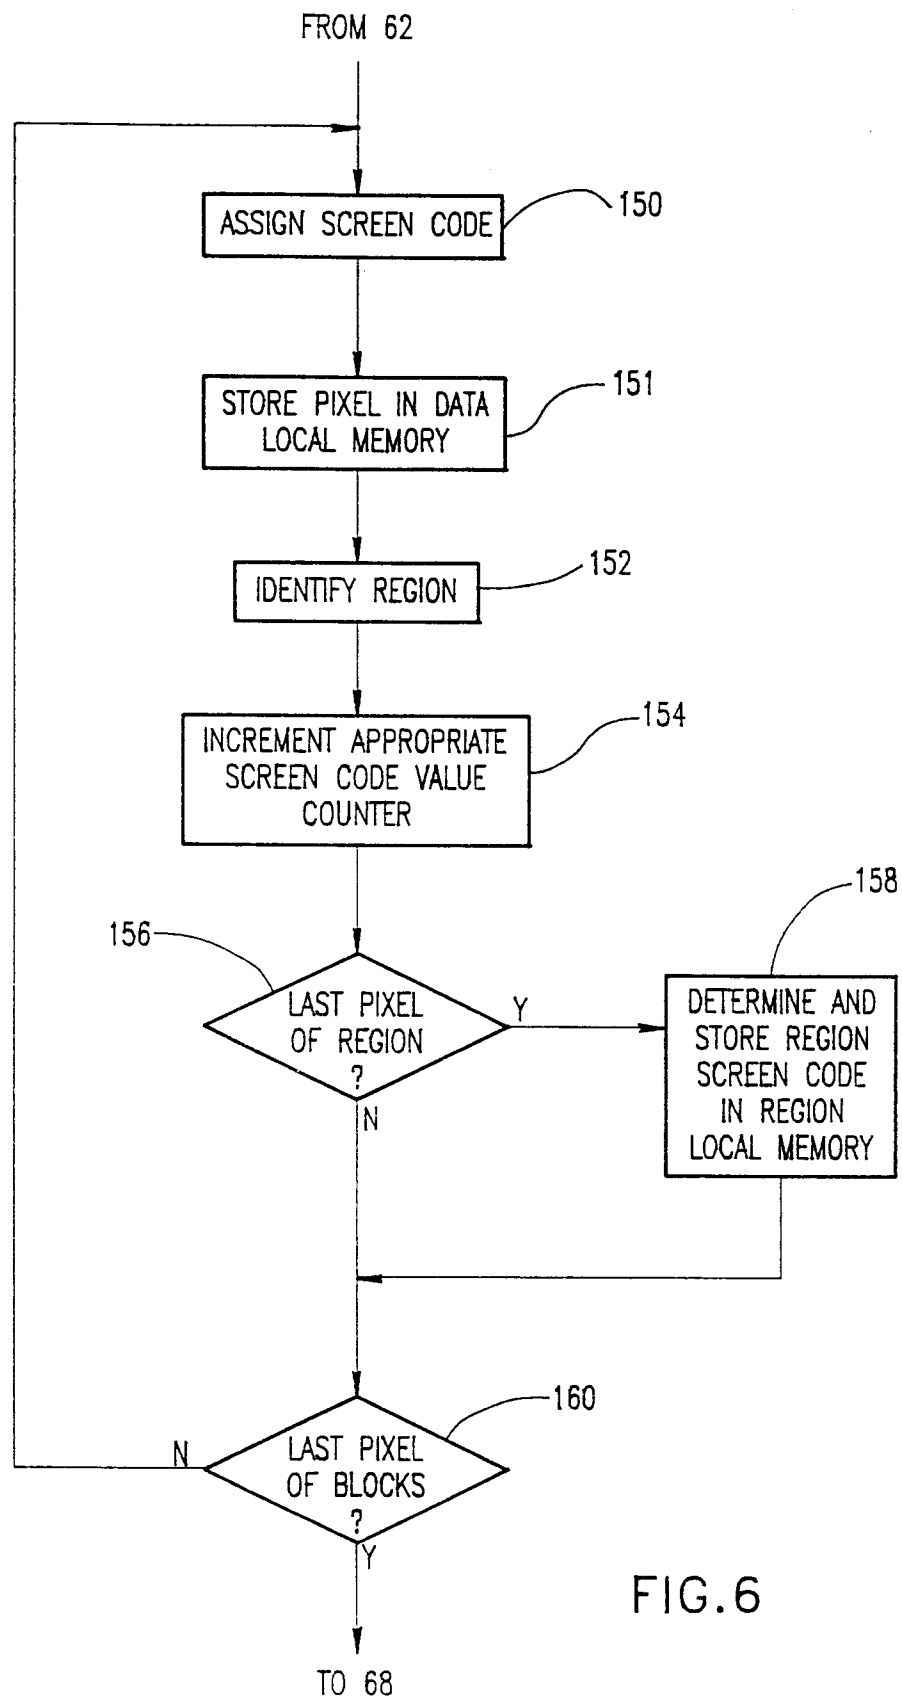 FROM 62
ASSIGN SCREEN CODE
150
STORE PIXEL IN DATA
LOCAL MEMORY
151
IDENTIFY REGION
152
INCREMENT APPROPRIATE
SCREEN CODE VALUE
COUNTER
154
156
LAST PIXEL
OF REGION
?
Y
N
158
DETERMINE AND
STORE REGION
SCREEN CODE
IN REGION
LOCAL MEMORY
160
LAST PIXEL
OF BLOCKS
?
N
Y
FIG.6
TO 68